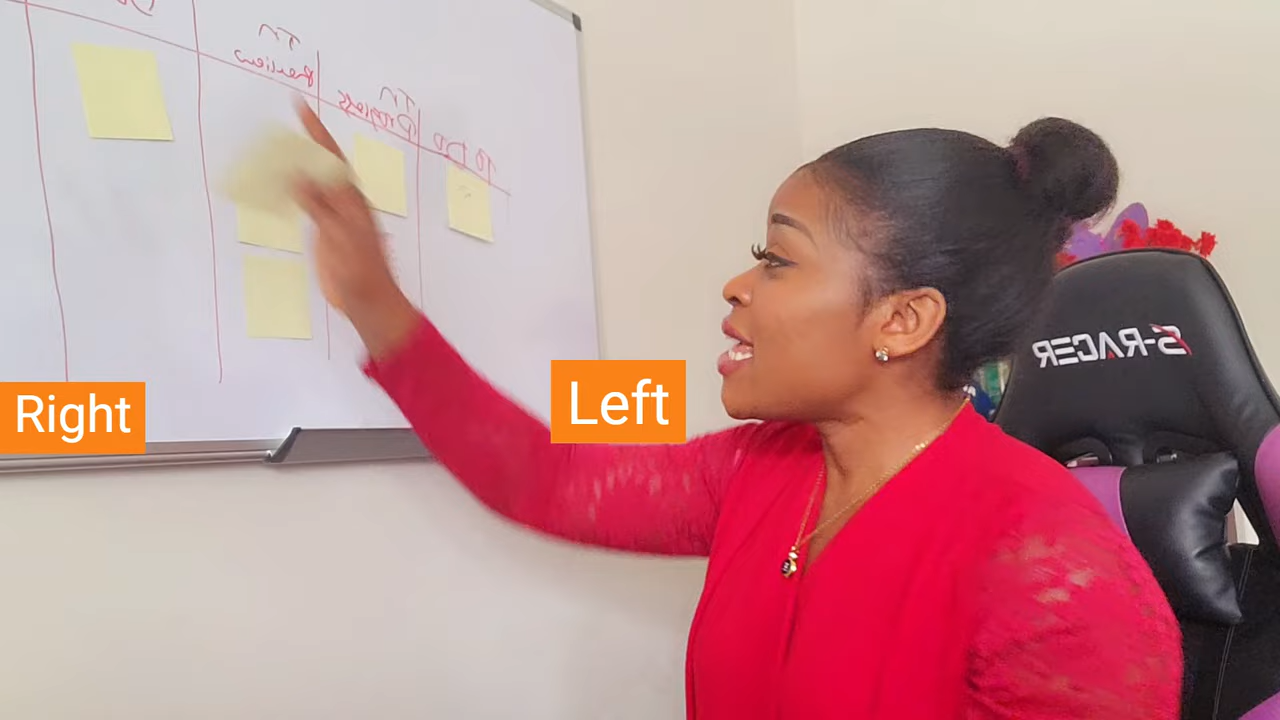 To Do
In
Progress
In
Review
S-RACER
Right
Left